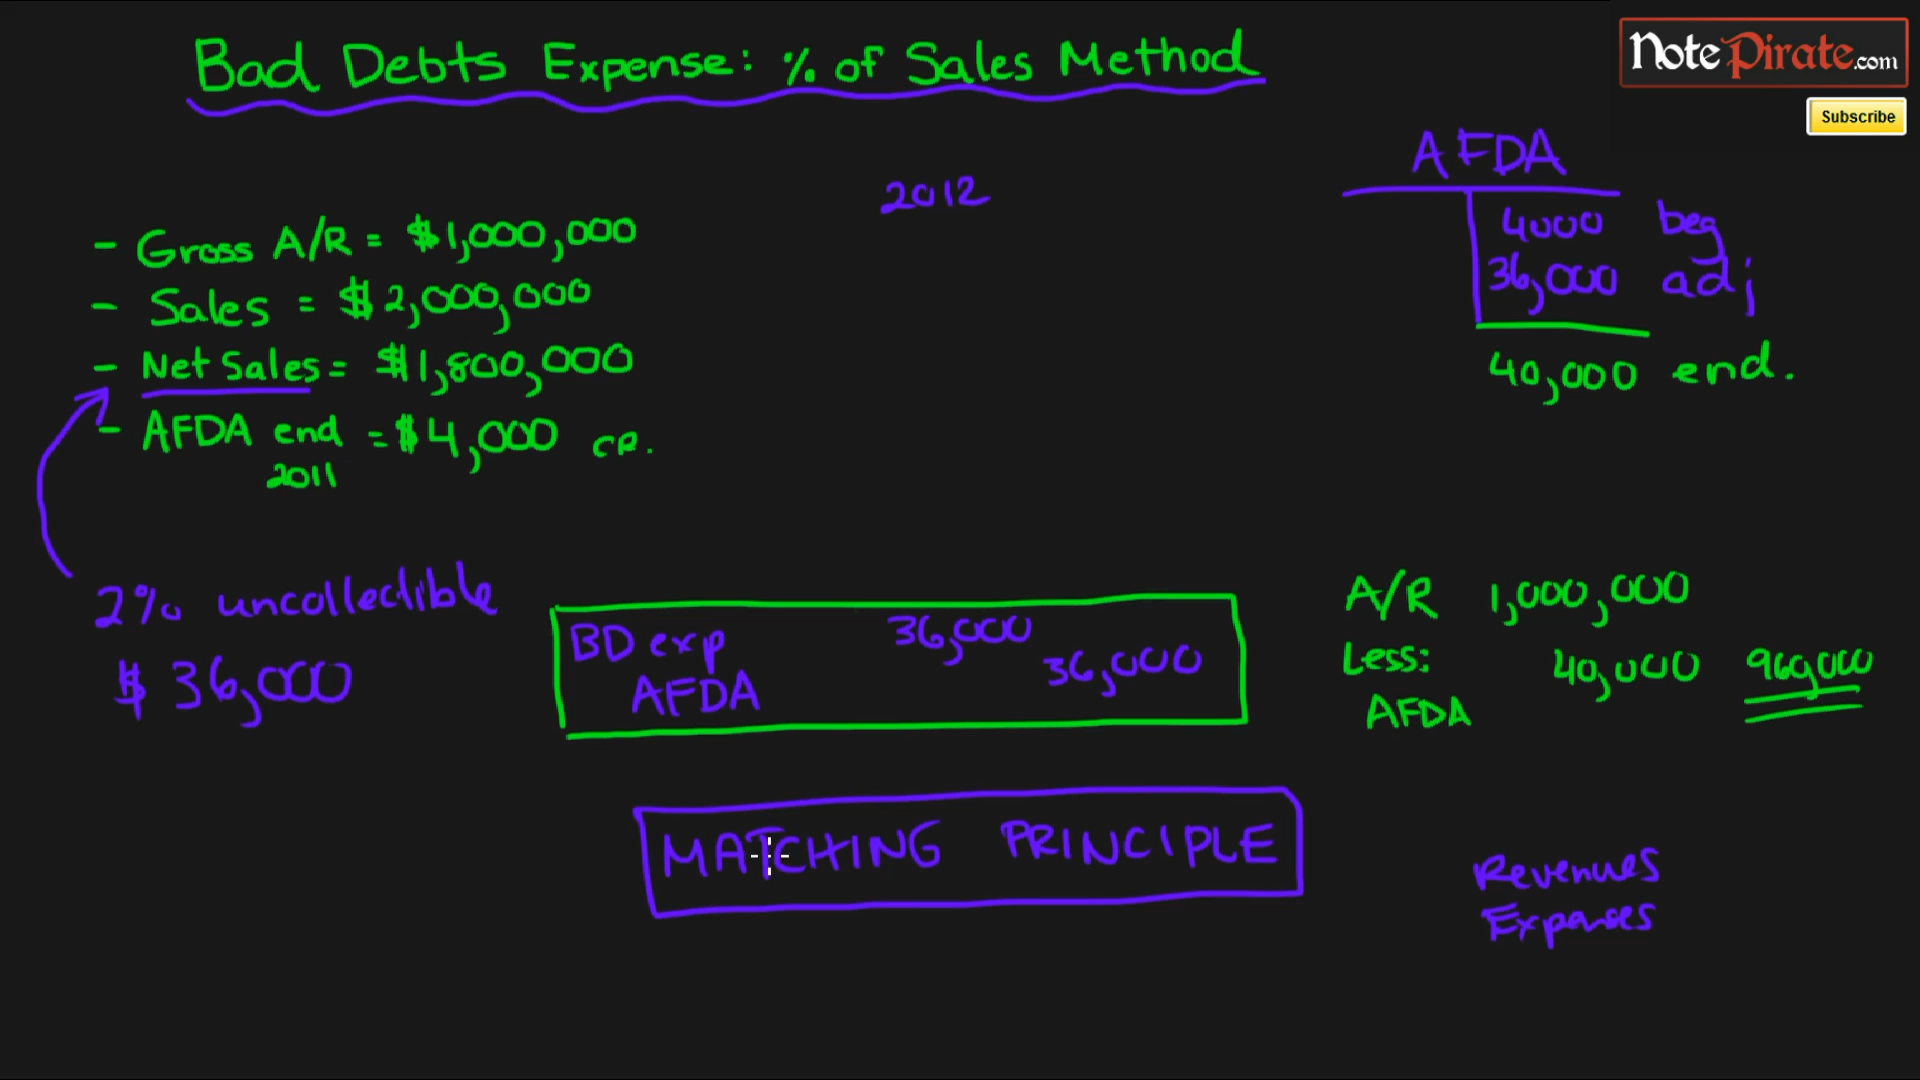 Bad Debts Expense: % of Sales Method
NotePirate.com
Subscribe
2012
- Gross A/R = $1,000,000
- Sales = $2,000,000
- Net Sales = $1,800,000
- AFDA end = $4,000 CR.
2011
AFDA
4000 beg
36,000 adj
40,000 end.
2% uncollectible
$36,000
BD exp 36,000
AFDA 36,000
A/R 1,000,000
Less: 40,000 960,000
AFDA
MATCHING PRINCIPLE
Revenues
Expenses